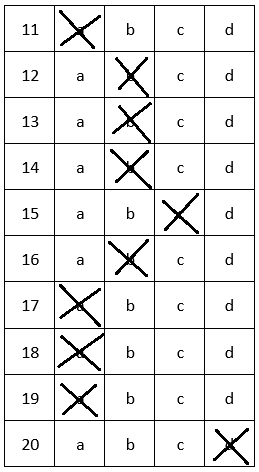 11 a b c d
12 a b c d
13 a b c d
14 a b c d
15 a b c d
16 a b c d
17 a b c d
18 a b c d
19 a b c d
20 a b c d